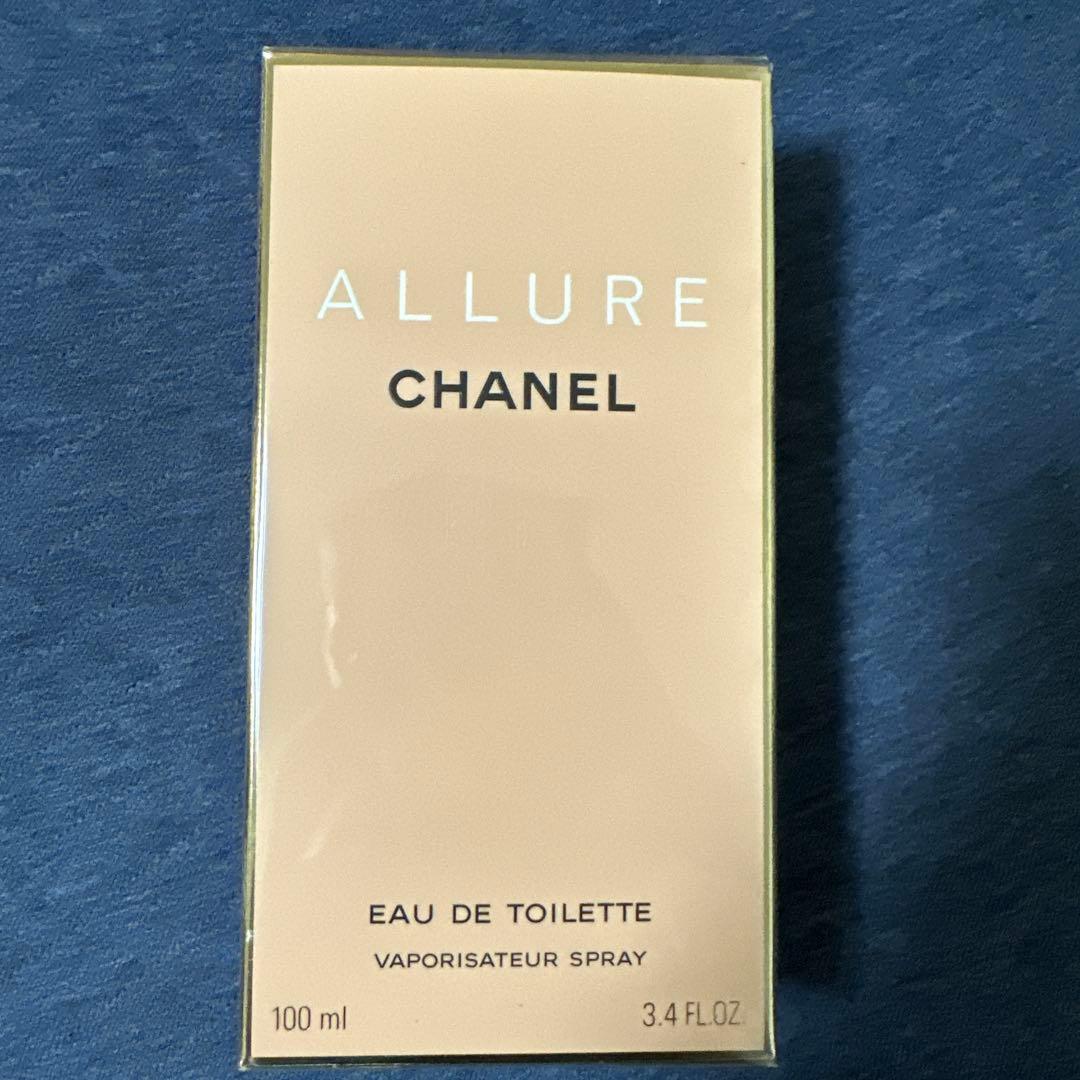 ALLURE
CHANEL
EAU DE TOILETTE
VAPORISATEUR SPRAY
100 ml 3.4 FL.OZ.